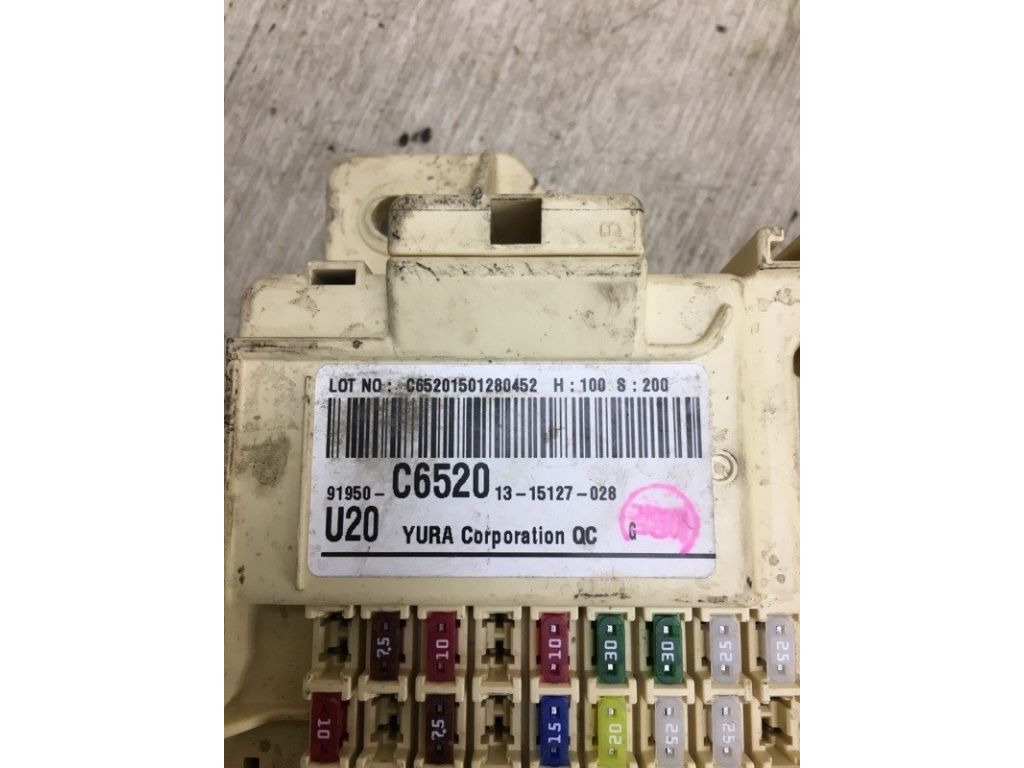 B
LOT NO : C65201501280452 H : 100 S : 200
91950- C6520 13-15127-028
U20 YURA Corporation QC G
7,5 10 10 30 30 25 25
10 7,5 15 20 25 25